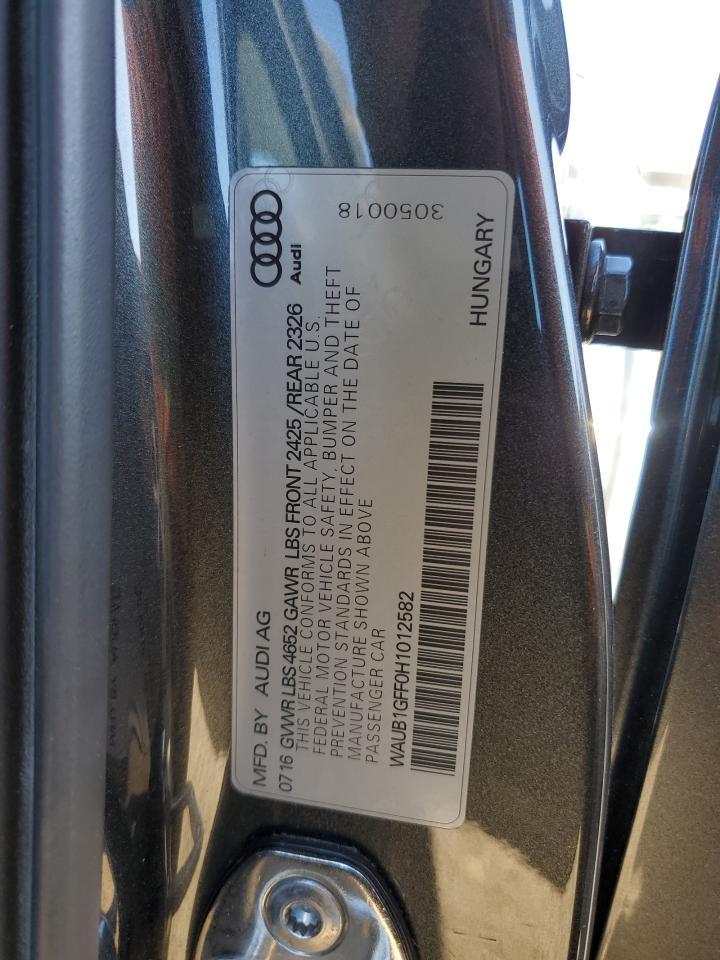 MFD. BY AUDI AG
Audi
0716 GVWR LBS 4652 GAWR LBS FRONT 2425/REAR 2326
THIS VEHICLE CONFORMS TO ALL APPLICABLE U.S.
FEDERAL MOTOR VEHICLE SAFETY, BUMPER AND THEFT
PREVENTION STANDARDS IN EFFECT ON THE DATE OF
MANUFACTURE SHOWN ABOVE
PASSENGER CAR
3050018
WAUB1GFF0H1012582
HUNGARY